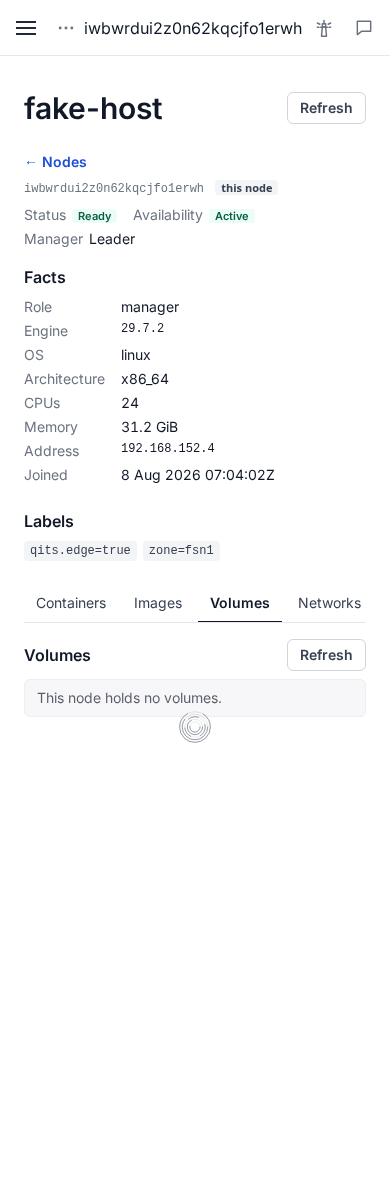 iwbwrdui2z0n62kqcjfo1erwh
fake-host
Refresh
← Nodes
iwbwrdui2z0n62kqcjfo1erwh this node
Status Ready Availability Active
Manager Leader
Facts
Role manager
Engine 29.7.2
OS linux
Architecture x86_64
CPUs 24
Memory 31.2 GiB
Address 192.168.152.4
Joined 8 Aug 2026 07:04:02Z
Labels
qits.edge=true zone=fsn1
Containers Images Volumes Networks
Volumes Refresh
This node holds no volumes.